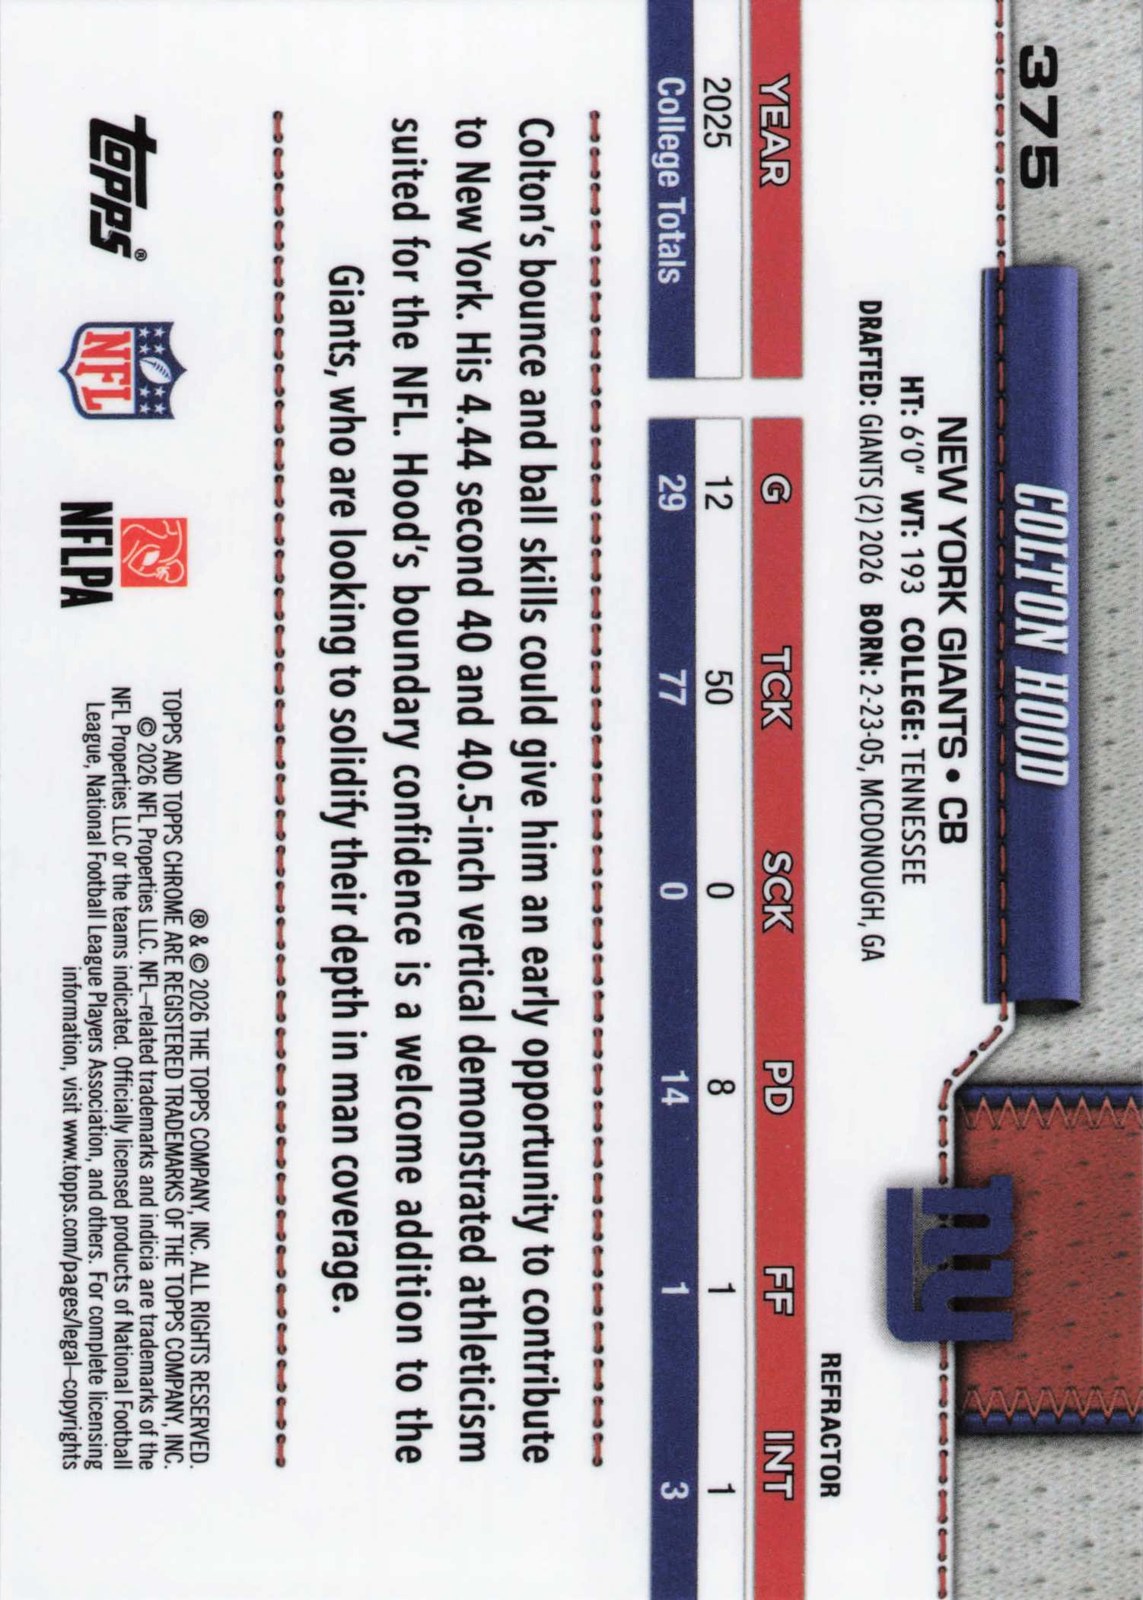 375
COLTON HOOD
NEW YORK GIANTS • CB
HT: 6'0" WT: 193 COLLEGE: TENNESSEE
DRAFTED: GIANTS (2) 2026 BORN: 2-23-05, MCDONOUGH, GA
REFRACTOR
YEAR G TCK SCK PD FF INT
2025 12 50 0 8 1 1
College Totals 29 77 0 14 1 3
Colton's bounce and ball skills could give him an early opportunity to contribute
to New York. His 4.44 second 40 and 40.5-inch vertical demonstrated athleticism
suited for the NFL. Hood's boundary confidence is a welcome addition to the
Giants, who are looking to solidify their depth in man coverage.
topps®
NFL
NFLPA
® & © 2026 THE TOPPS COMPANY, INC. ALL RIGHTS RESERVED.
TOPPS AND TOPPS CHROME ARE REGISTERED TRADEMARKS OF THE TOPPS COMPANY, INC.
© 2026 NFL Properties LLC. NFL-related trademarks and indicia are trademarks of the
NFL Properties LLC or the teams indicated. Officially licensed products of National Football
League, National Football League Players Association, and others. For complete licensing
information, visit www.topps.com/pages/legal-copyrights
ny